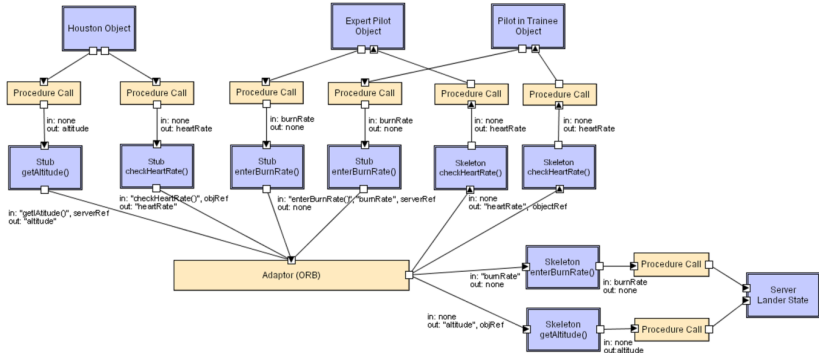 Houston Object
Expert Pilot
Object
Pilot in Trainee
Object
Procedure Call
Procedure Call
Procedure Call
Procedure Call
Procedure Call
Procedure Call
in: none
out: altitude
in: none
out: heartRate
in: burnRate
out: none
in: burnRate
out: none
in: none
out: heartRate
in: none
out: heartRate
Stub
getAltitude()
Stub
checkHeartRate()
Stub
enterBurnRate()
Stub
enterBurnRate()
Skeleton
checkHeartRate()
Skeleton
checkHeartRate()
in: "getlAtitude()", serverRef
out: "altitude"
in: "checkHeartRate()", objRef
out: "heartRate"
in: "enterBurnRate()", "burnRate", serverRef
out: none
in: none
out: "heartRate", objectRef
Adaptor (ORB)
in: "burnRate"
out: none
Skeleton
enterBurnRate()
Procedure Call
in: burnRate
out: none
Server
Lander State
in: none
out: "altitude", objRef
Skeleton
getAltitude()
Procedure Call
in: none
out:altitude